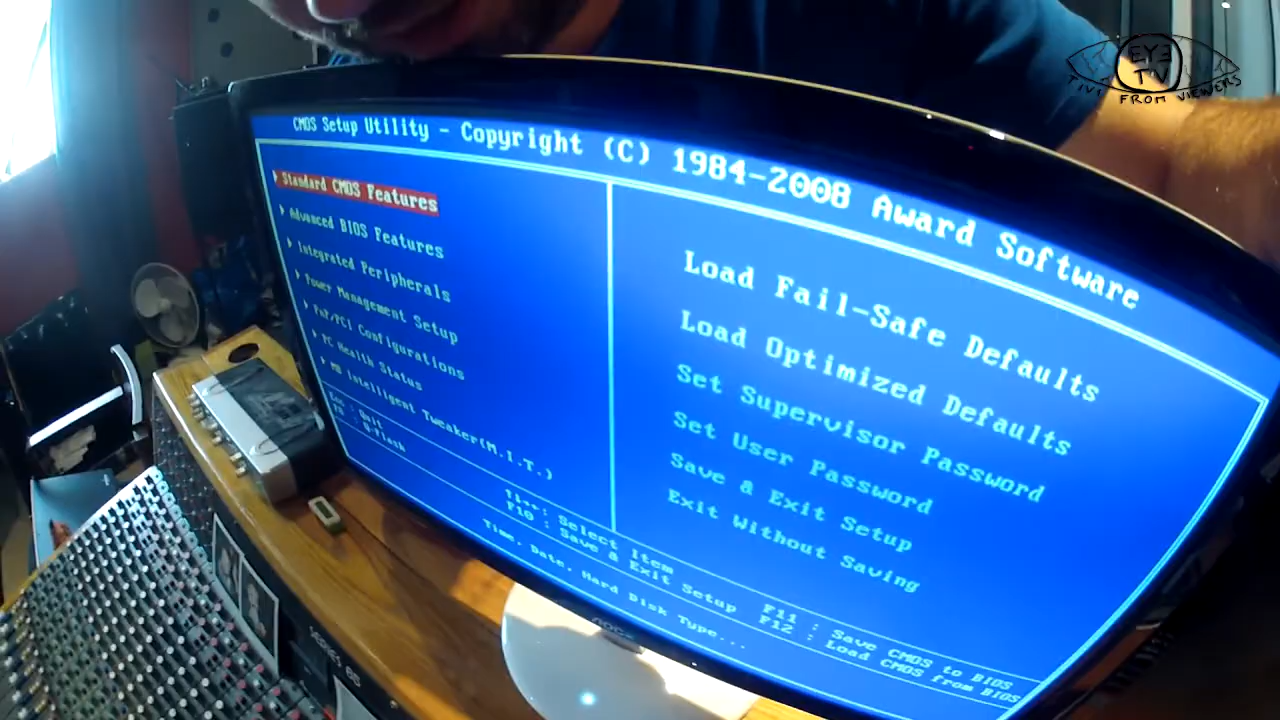 EYE
TV
TIVI FROM VIEWERS
CMOS Setup Utility - Copyright (C) 1984-2008 Award Software
Standard CMOS Features
Advanced BIOS Features
Integrated Peripherals
Power Management Setup
PnP/PCI Configurations
PC Health Status
MB Intelligent Tweaker(M.I.T.)
Load Fail-Safe Defaults
Load Optimized Defaults
Set Supervisor Password
Set User Password
Save & Exit Setup
Exit Without Saving
Esc : Quit
F8 : Q-Flash
↑↓→←: Select Item
F10 : Save & Exit Setup
F11 : Save CMOS to BIOS
F12 : Load CMOS from BIOS
Time, Date, Hard Disk Type...
AOC